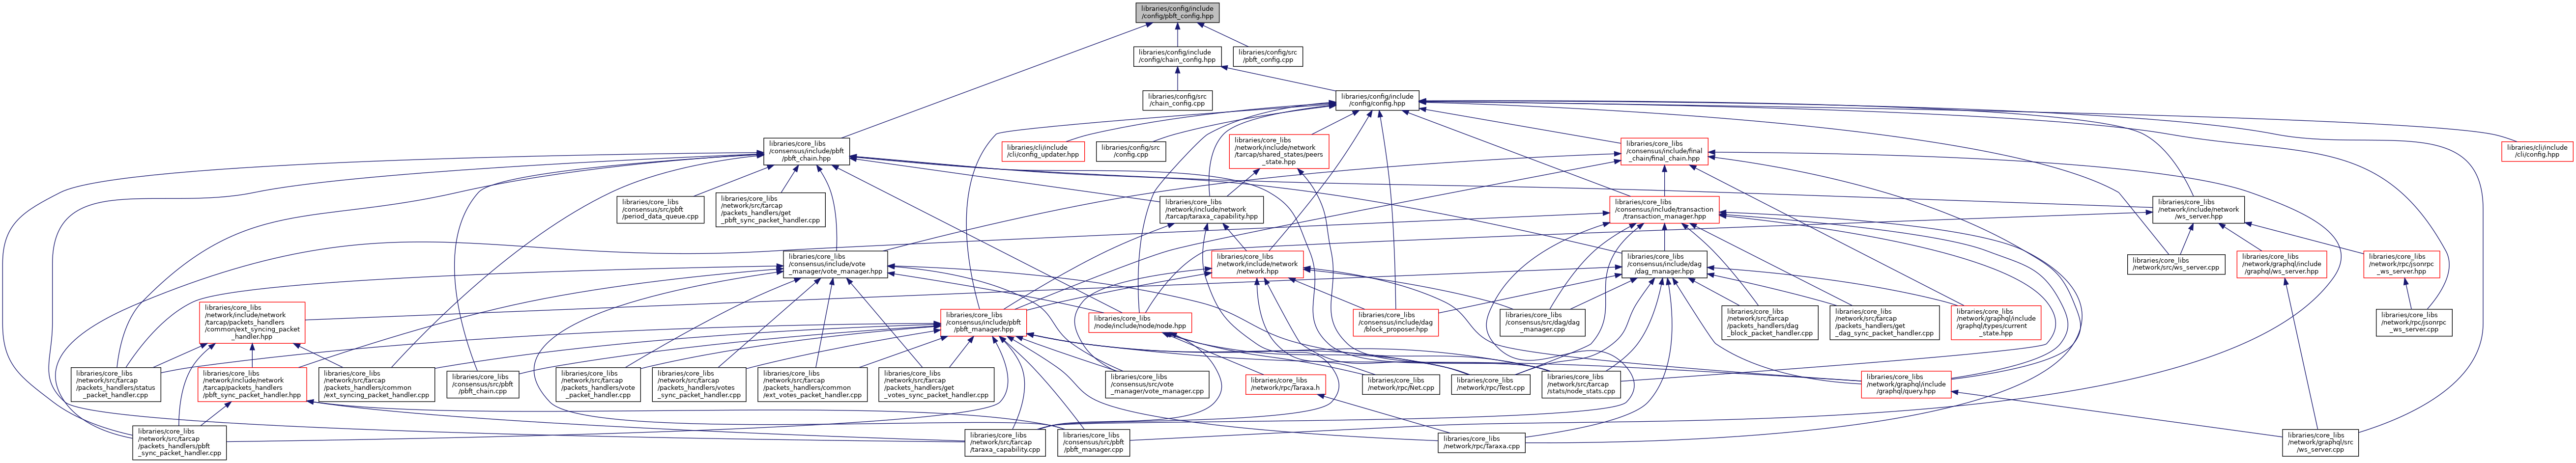 libraries/config/include
/config/pbft_config.hpp
libraries/config/include
/config/chain_config.hpp
libraries/config/src
/pbft_config.cpp
libraries/config/src
/chain_config.cpp
libraries/config/include
/config/config.hpp
libraries/core_libs
/consensus/include/pbft
/pbft_chain.hpp
libraries/cli/include
/cli/config_updater.hpp
libraries/config/src
/config.cpp
libraries/core_libs
/network/include/network
/tarcap/shared_states/peers
_state.hpp
libraries/core_libs
/consensus/include/final
_chain/final_chain.hpp
libraries/cli/include
/cli/config.hpp
libraries/core_libs
/consensus/src/pbft
/period_data_queue.cpp
libraries/core_libs
/network/src/tarcap
/packets_handlers/get
_pbft_sync_packet_handler.cpp
libraries/core_libs
/network/include/network
/tarcap/taraxa_capability.hpp
libraries/core_libs
/consensus/include/transaction
/transaction_manager.hpp
libraries/core_libs
/network/include/network
/ws_server.hpp
libraries/core_libs
/consensus/include/vote
_manager/vote_manager.hpp
libraries/core_libs
/network/include/network
/network.hpp
libraries/core_libs
/consensus/include/dag
/dag_manager.hpp
libraries/core_libs
/network/src/ws_server.cpp
libraries/core_libs
/network/graphql/include
/graphql/ws_server.hpp
libraries/core_libs
/network/rpc/jsonrpc
_ws_server.hpp
libraries/core_libs
/network/include/network
/tarcap/packets_handlers
/common/ext_syncing_packet
_handler.hpp
libraries/core_libs
/consensus/include/pbft
/pbft_manager.hpp
libraries/core_libs
/node/include/node/node.hpp
libraries/core_libs
/consensus/include/dag
/block_proposer.hpp
libraries/core_libs
/consensus/src/dag/dag
_manager.cpp
libraries/core_libs
/network/src/tarcap
/packets_handlers/dag
_block_packet_handler.cpp
libraries/core_libs
/network/src/tarcap
/packets_handlers/get
_dag_sync_packet_handler.cpp
libraries/core_libs
/network/graphql/include
/graphql/types/current
_state.hpp
libraries/core_libs
/network/rpc/jsonrpc
_ws_server.cpp
libraries/core_libs
/network/src/tarcap
/packets_handlers/status
_packet_handler.cpp
libraries/core_libs
/network/include/network
/tarcap/packets_handlers
/pbft_sync_packet_handler.hpp
libraries/core_libs
/network/src/tarcap
/packets_handlers/common
/ext_syncing_packet_handler.cpp
libraries/core_libs
/consensus/src/pbft
/pbft_chain.cpp
libraries/core_libs
/network/src/tarcap
/packets_handlers/vote
_packet_handler.cpp
libraries/core_libs
/network/src/tarcap
/packets_handlers/votes
_sync_packet_handler.cpp
libraries/core_libs
/network/src/tarcap
/packets_handlers/common
/ext_votes_packet_handler.cpp
libraries/core_libs
/network/src/tarcap
/packets_handlers/get
_votes_sync_packet_handler.cpp
libraries/core_libs
/consensus/src/vote
_manager/vote_manager.cpp
libraries/core_libs
/network/rpc/Taraxa.h
libraries/core_libs
/network/rpc/Net.cpp
libraries/core_libs
/network/rpc/Test.cpp
libraries/core_libs
/network/src/tarcap
/stats/node_stats.cpp
libraries/core_libs
/network/graphql/include
/graphql/query.hpp
libraries/core_libs
/network/src/tarcap
/packets_handlers/pbft
_sync_packet_handler.cpp
libraries/core_libs
/network/src/tarcap
/taraxa_capability.cpp
libraries/core_libs
/consensus/src/pbft
/pbft_manager.cpp
libraries/core_libs
/network/rpc/Taraxa.cpp
libraries/core_libs
/network/graphql/src
/ws_server.cpp